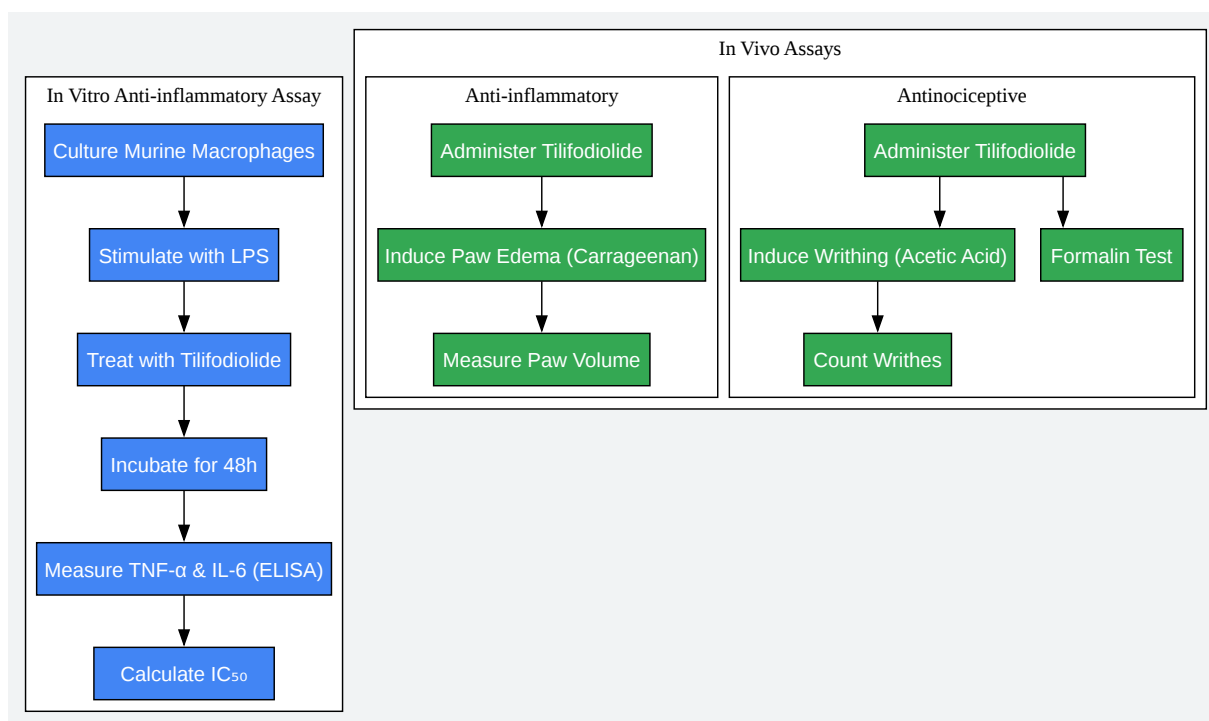 In Vivo Assays
In Vitro Anti-inflammatory Assay
Culture Murine Macrophages
Stimulate with LPS
Treat with Tilifodiolide
Incubate for 48h
Measure TNF-α & IL-6 (ELISA)
Calculate IC₅₀
Anti-inflammatory
Administer Tilifodiolide
Induce Paw Edema (Carrageenan)
Measure Paw Volume
Antinociceptive
Administer Tilifodiolide
Induce Writhing (Acetic Acid)
Formalin Test
Count Writhes